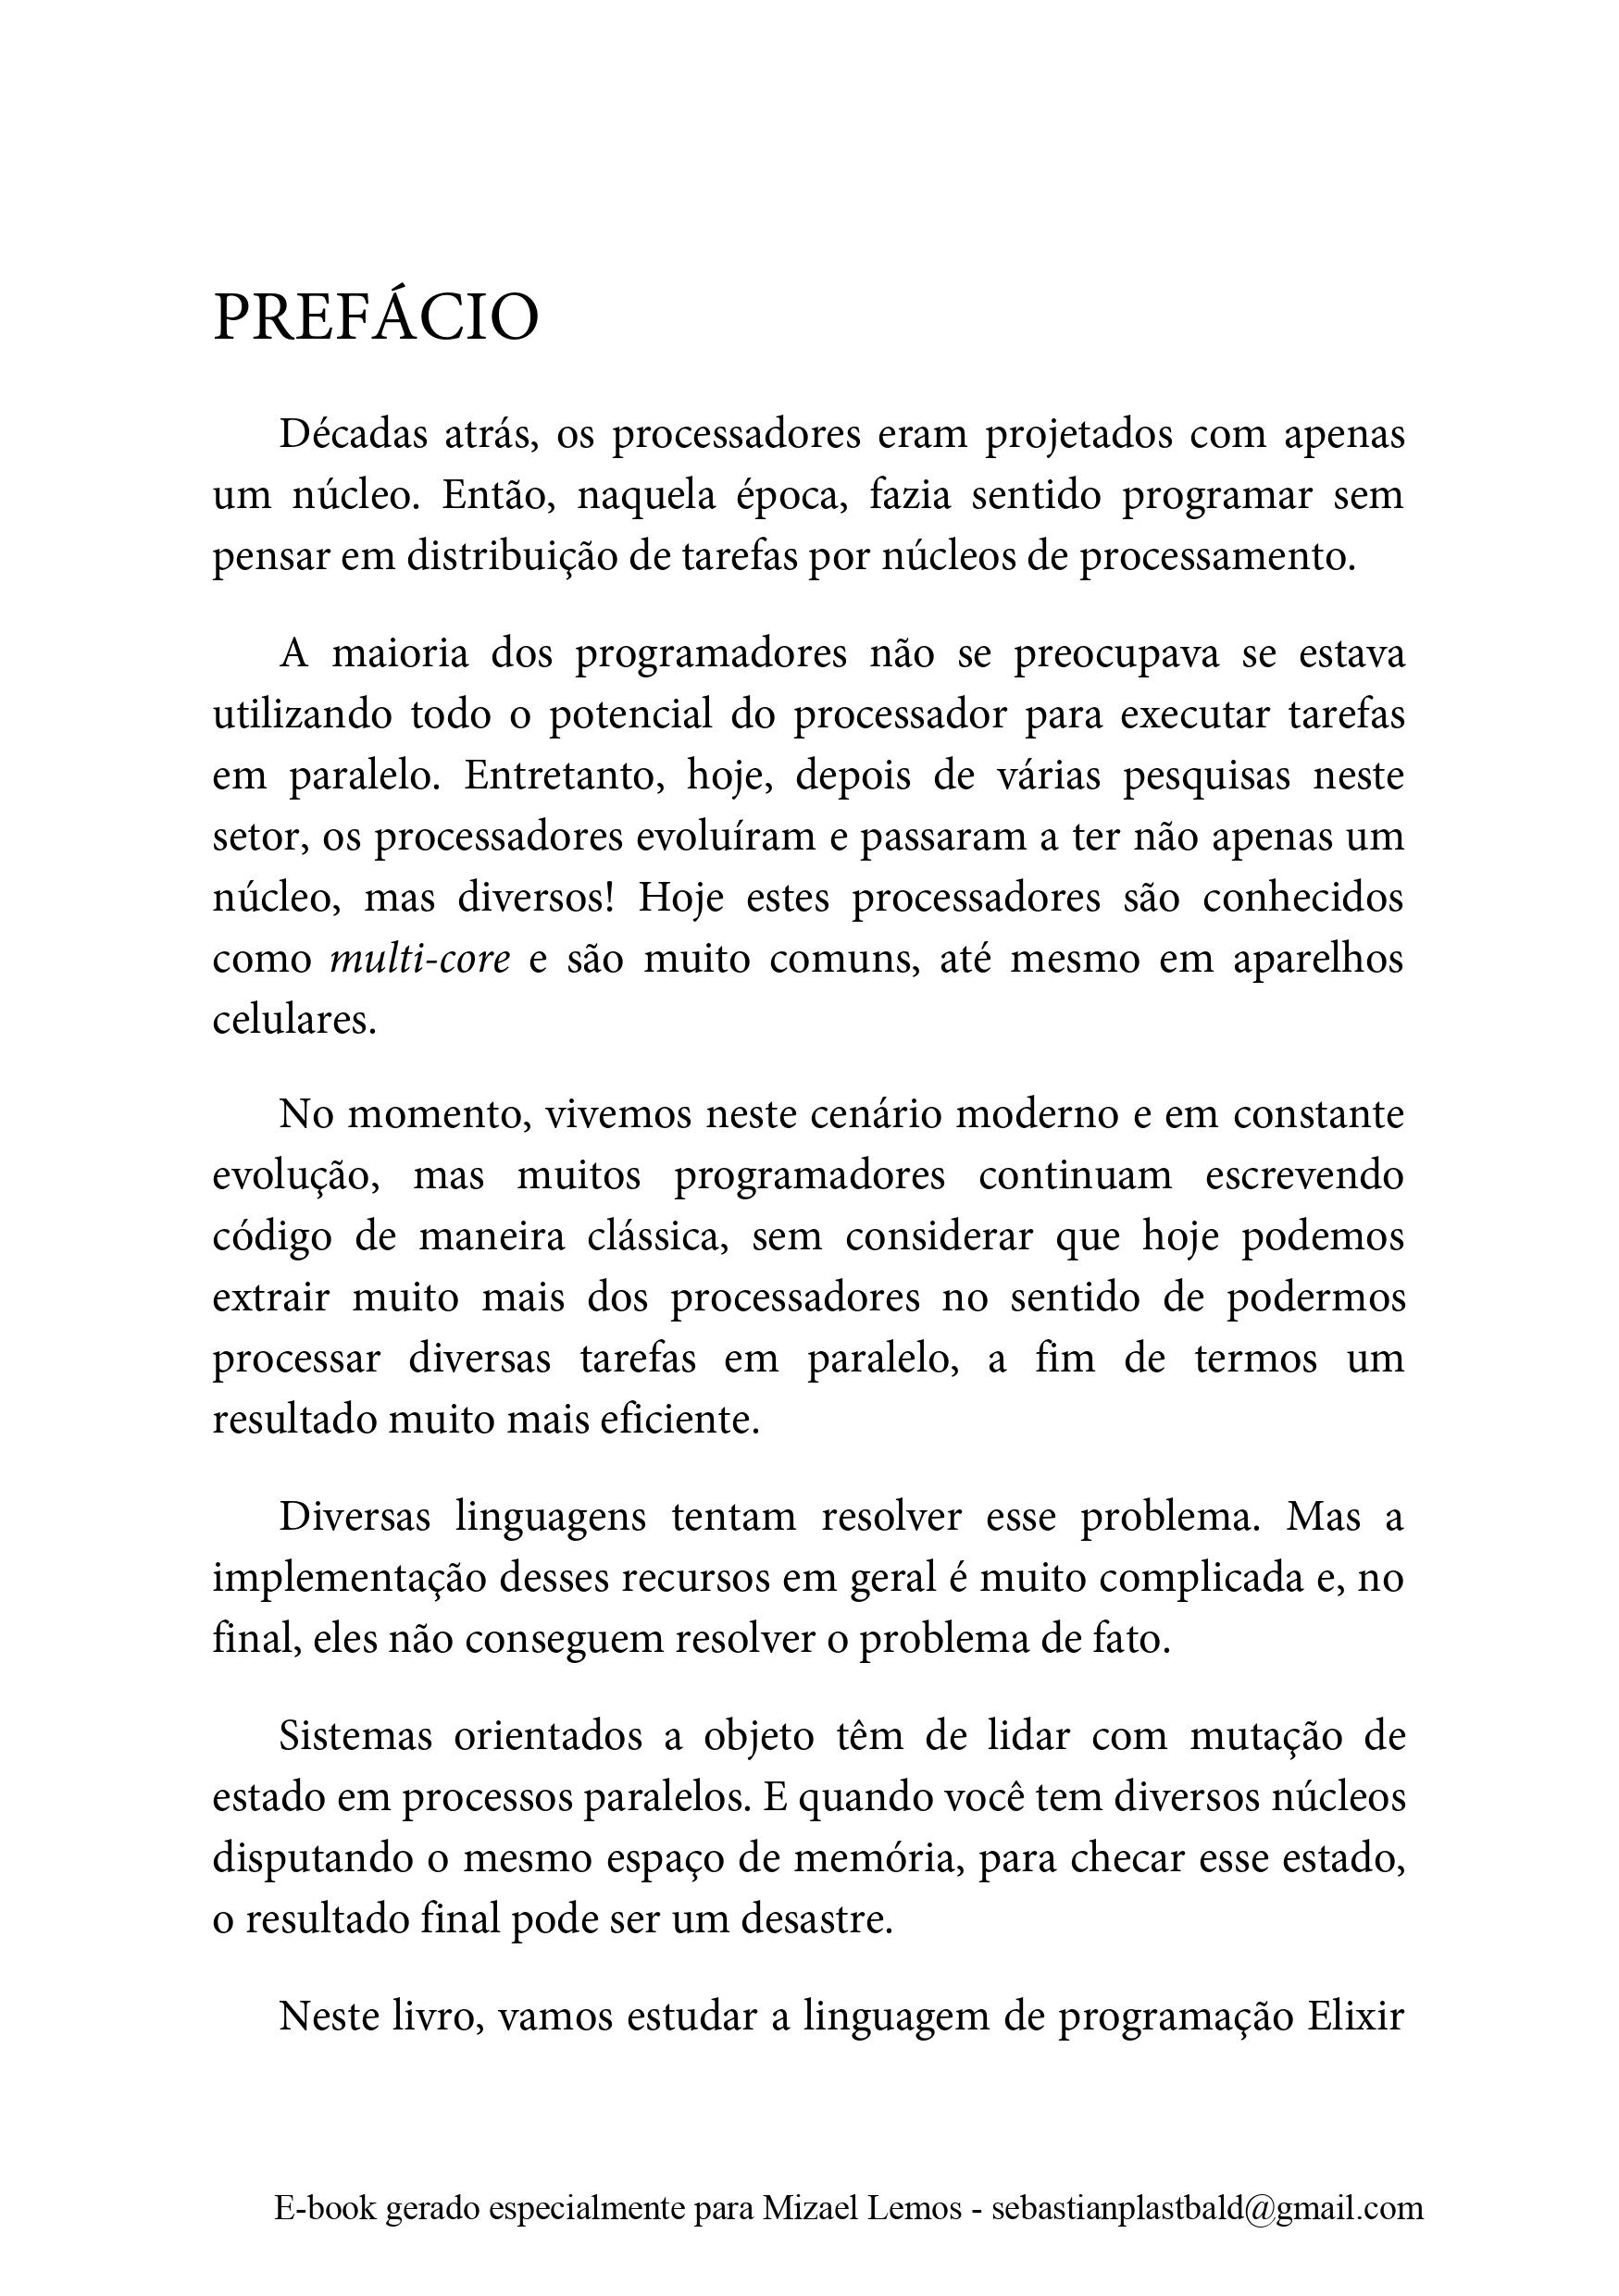 PREFÁCIO
Décadas atrás, os processadores eram projetados com apenas
um núcleo. Então, naquela época, fazia sentido programar sem
pensar em distribuição de tarefas por núcleos de processamento.
A maioria dos programadores não se preocupava se estava
utilizando todo o potencial do processador para executar tarefas
em paralelo. Entretanto, hoje, depois de várias pesquisas neste
setor, os processadores evoluíram e passaram a ter não apenas um
núcleo, mas diversos! Hoje estes processadores são conhecidos
como multi-core e são muito comuns, até mesmo em aparelhos
celulares.
No momento, vivemos neste cenário moderno e em constante
evolução, mas muitos programadores continuam escrevendo
código de maneira clássica, sem considerar que hoje podemos
extrair muito mais dos processadores no sentido de podermos
processar diversas tarefas em paralelo, a fim de termos um
resultado muito mais eficiente.
Diversas linguagens tentam resolver esse problema. Mas a
implementação desses recursos em geral é muito complicada e, no
final, eles não conseguem resolver o problema de fato.
Sistemas orientados a objeto têm de lidar com mutação de
estado em processos paralelos. E quando você tem diversos núcleos
disputando o mesmo espaço de memória, para checar esse estado,
o resultado final pode ser um desastre.
Neste livro, vamos estudar a linguagem de programação Elixir
E-book gerado especialmente para Mizael Lemos - sebastianplastbald@gmail.com